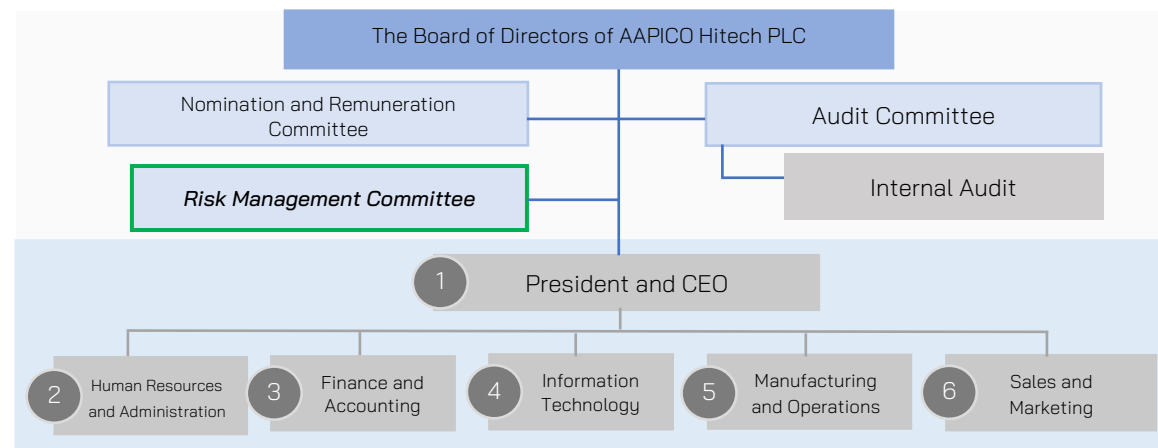 The Board of Directors of AAPICO Hitech PLC
Nomination and Remuneration
Committee
Audit Committee
Risk Management Committee
Internal Audit
1
President and CEO
2
Human Resources
and Administration
3
Finance and
Accounting
4
Information
Technology
5
Manufacturing
and Operations
6
Sales and
Marketing